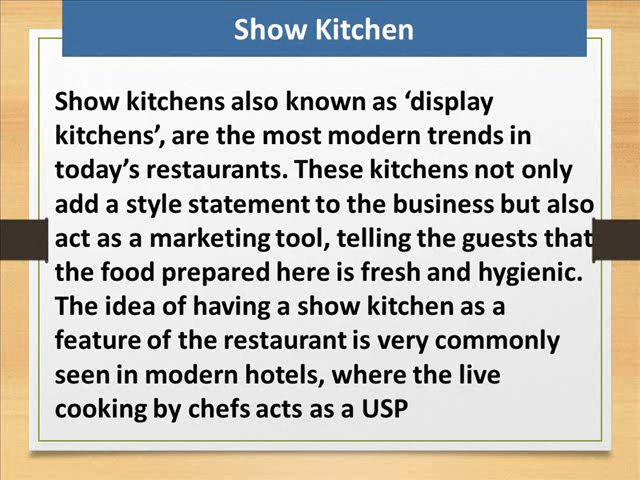 Show Kitchen
Show kitchens also known as ‘display
kitchens’, are the most modern trends in
today’s restaurants. These kitchens not only
add a style statement to the business but also
act as a marketing tool, telling the guests that
the food prepared here is fresh and hygienic.
The idea of having a show kitchen as a
feature of the restaurant is very commonly
seen in modern hotels, where the live
cooking by chefs acts as a USP